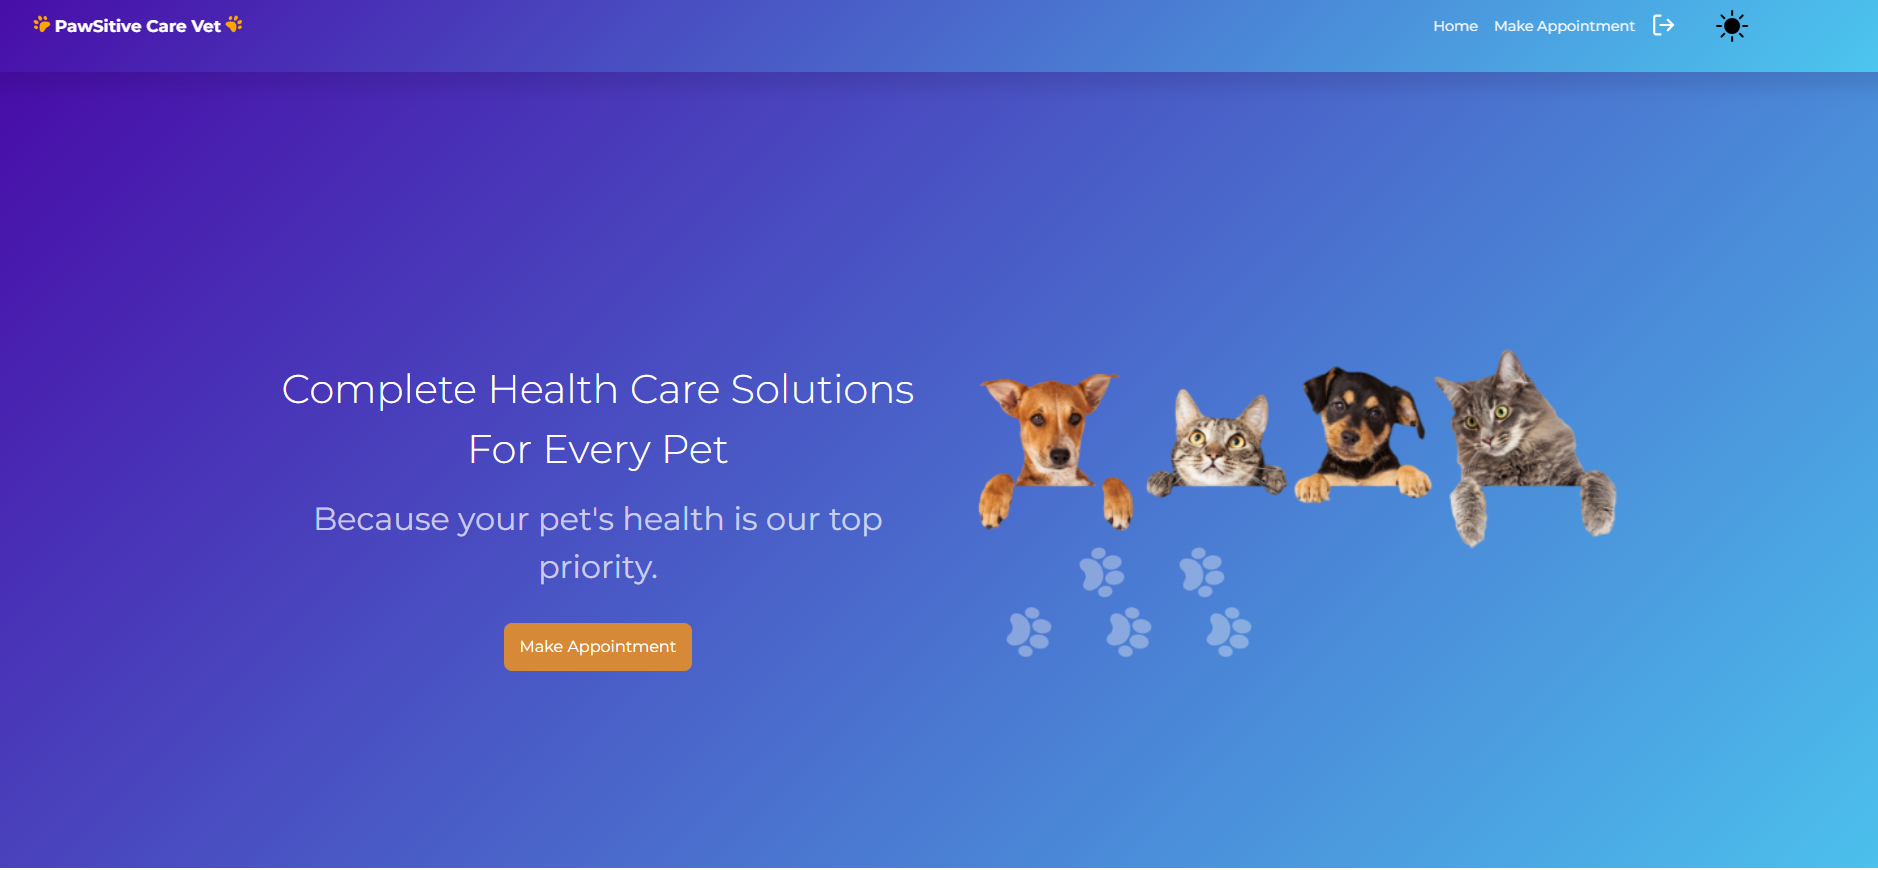 PawSitive Care Vet
Home
Make Appointment
Complete Health Care Solutions
For Every Pet
Because your pet's health is our top
priority.
Make Appointment